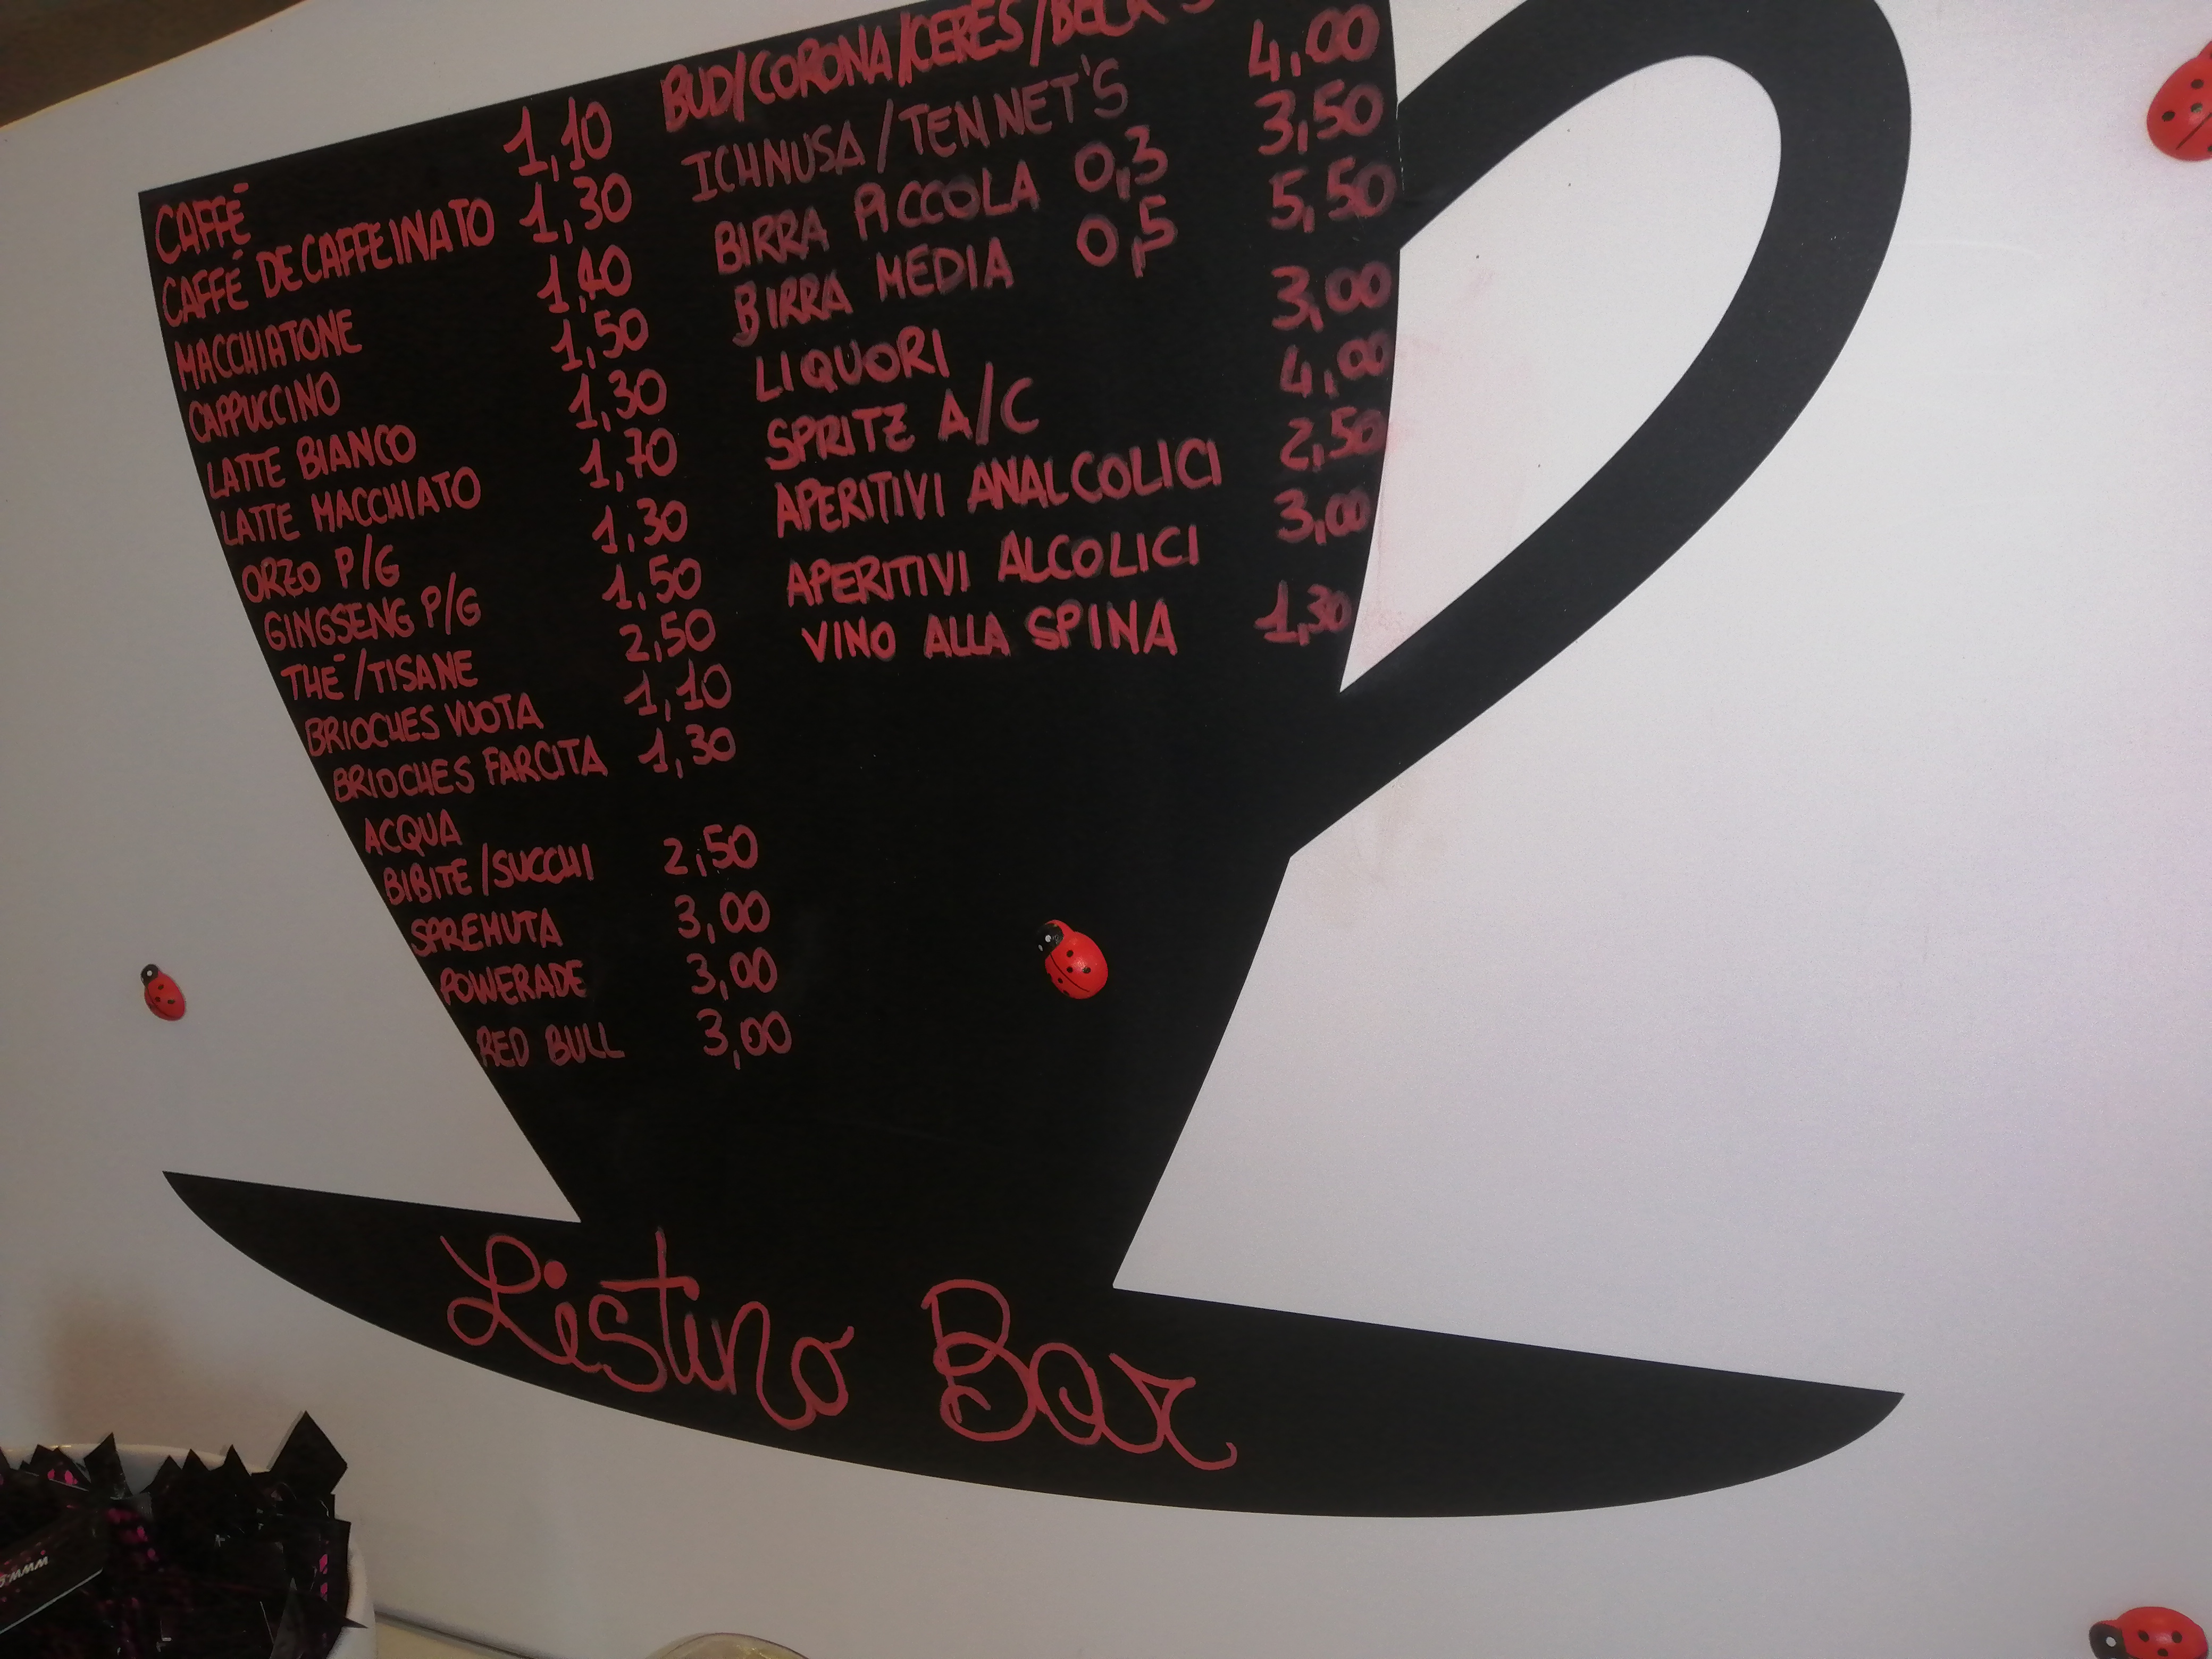 CAFFĒ 1,10
CAFFĒ DECAFFEINATO 1,30
MACCHIATONE 1,40
CAPPUCCINO 1,50
LATTE BIANCO 1,30
LATTE MACCHIATO 1,70
ORZO P/G 1,30
GINGSENG P/G 1,50
THĒ/TISANE 2,50
BRIOCHES VUOTA 1,10
BRIOCHES FARCITA 1,30
ACQUA
BIBITE/SUCCHI 2,50
SPREMUTA 3,00
POWERADE 3,00
RED BULL 3,00
BUD/CORONA/CERES/BECK'S
ICHNUSA/TENNET'S 4,00
BIRRA PICCOLA 0,3 3,50
BIRRA MEDIA 0,5 5,50
LIQUORI 3,00
SPRITZ A/C 4,00
APERITIVI ANALCOLICI 2,50
APERITIVI ALCOLICI 3,00
VINO ALLA SPINA 1,30
Listino Bar